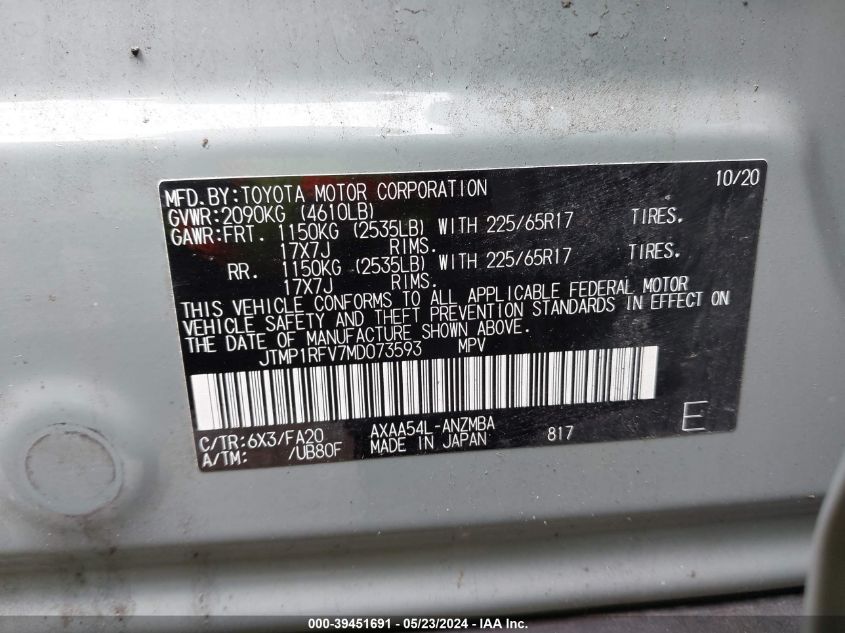 MFD.BY:TOYOTA MOTOR CORPORATION 10/20
GVWR:2090KG (4610LB)
GAWR:FRT. 1150KG (2535LB) WITH 225/65R17 TIRES.
17X7J RIMS.
RR. 1150KG (2535LB) WITH 225/65R17 TIRES.
17X7J RIMS.
THIS VEHICLE CONFORMS TO ALL APPLICABLE FEDERAL MOTOR
VEHICLE SAFETY AND THEFT PREVENTION STANDARDS IN EFFECT ON
THE DATE OF MANUFACTURE SHOWN ABOVE.
JTMP1RFV7MD073593 MPV
C/TR:6X3/FA20 AXAA54L-ANZMBA
A/TM: /UB80F MADE IN JAPAN 817 E
000-39451691 - 05/23/2024 - IAA Inc.